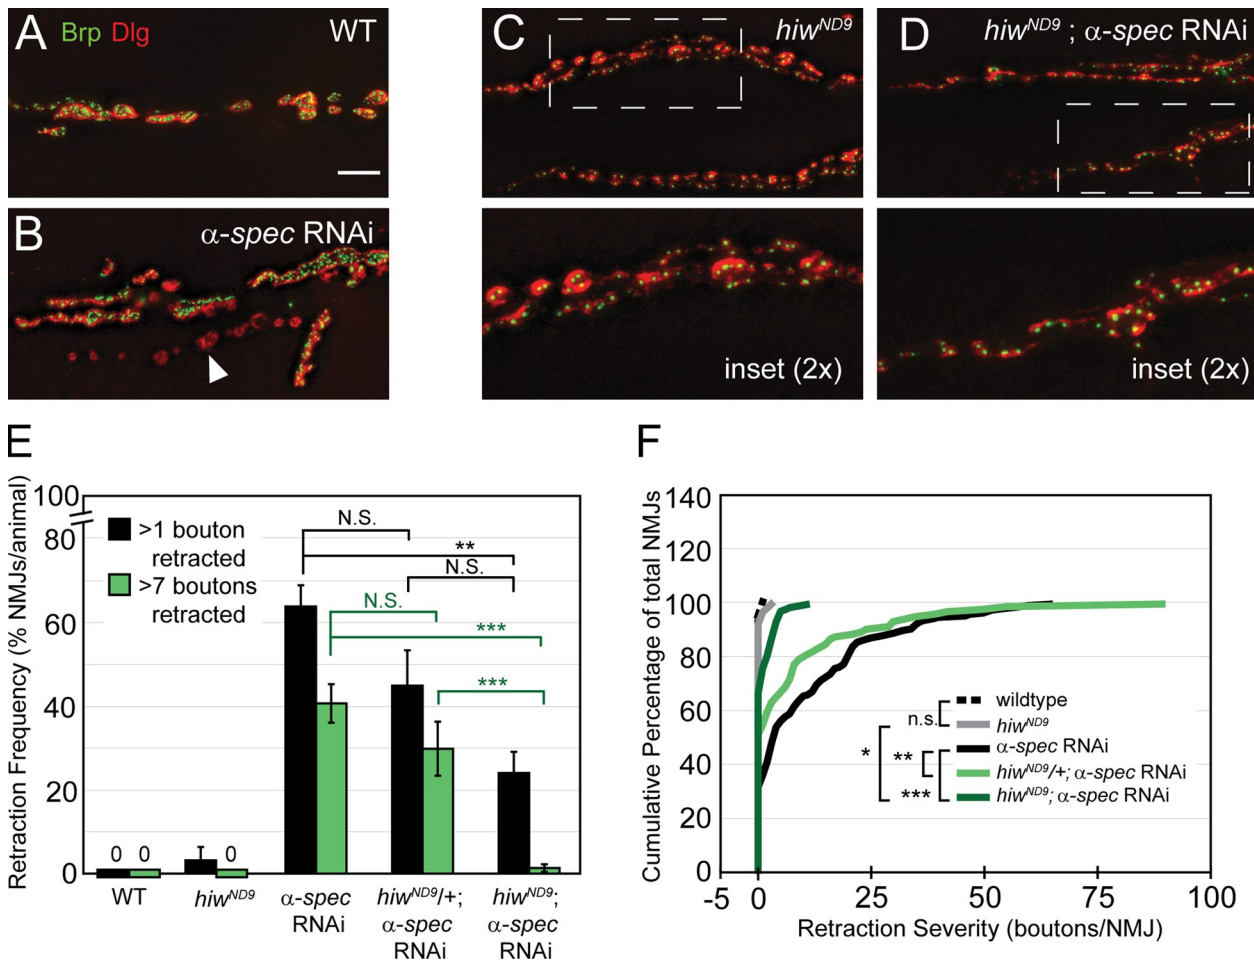 A
Brp Dlg
WT
B
α-spec RNAi
C
hiwᴺᴰ⁹
inset (2x)
D
hiwᴺᴰ⁹ ; α-spec RNAi
inset (2x)
E
Retraction Frequency (% NMJs/animal)
100
80
60
40
20
0
>1 bouton
retracted
>7 boutons
retracted
N.S.
**
N.S.
N.S.
***
***
0 0
0
WT
hiwᴺᴰ⁹
α-spec
RNAi
hiwᴺᴰ⁹/+;
α-spec
RNAi
hiwᴺᴰ⁹;
α-spec
RNAi
F
Cumulative Percentage of total NMJs
140
120
100
80
60
40
20
0
-5 0 25 50 75 100
Retraction Severity (boutons/NMJ)
wildtype
n.s.
hiwᴺᴰ⁹
*
**
***
α-spec RNAi
hiwᴺᴰ⁹/+; α-spec RNAi
hiwᴺᴰ⁹; α-spec RNAi